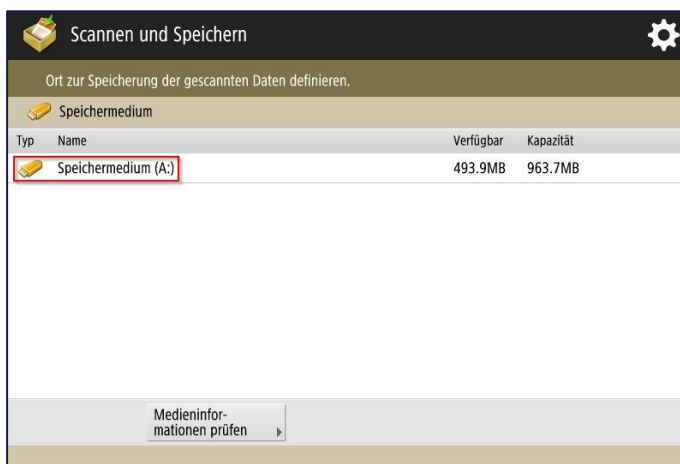 Scannen und Speichern
Ort zur Speicherung der gescannten Daten definieren.
Speichermedium
Typ Name Verfügbar Kapazität
Speichermedium (A:) 493.9MB 963.7MB
Medieninfor-
mationen prüfen